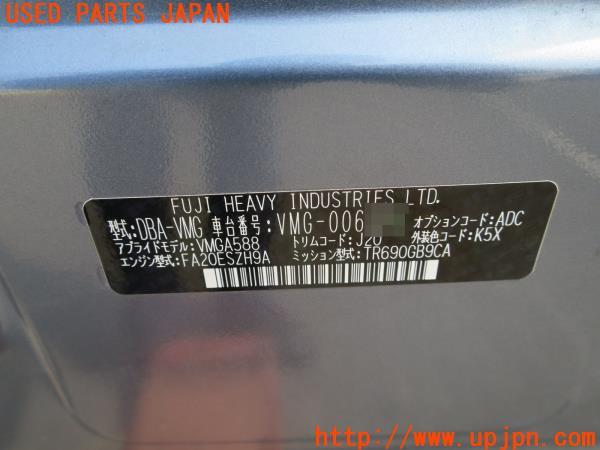 USED PARTS JAPAN
FUJI HEAVY INDUSTRIES LTD.
型式:DBA-VMG 車台番号:VMG-006 オプションコード:ADC
アプライドモデル:VMGA588 トリムコード:J20 外装色コード:K5X
エンジン型式:FA20ESZH9A ミッション型式:TR690GB9CA
UPJ http://www.upjpn.com